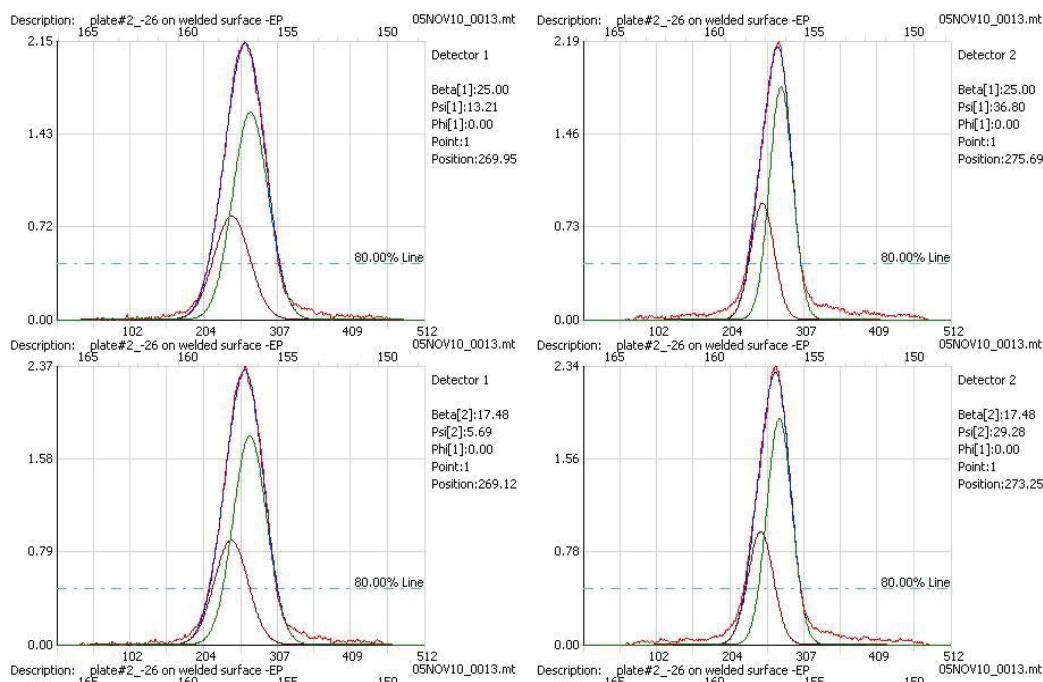 Description: plate#2_-26 on welded surface -EP 05NOV10_0013.mt
165 160 155 150
2.15
1.43
0.72
0.00
102 204 307 409 512
80.00% Line
Detector 1
Beta[1]:25.00
Psi[1]:13.21
Phi[1]:0.00
Point:1
Position:269.95
Description: plate#2_-26 on welded surface -EP 05NOV10_0013.mt
165 160 155 150
2.19
1.46
0.73
0.00
102 204 307 409 512
80.00% Line
Detector 2
Beta[1]:25.00
Psi[1]:36.80
Phi[1]:0.00
Point:1
Position:275.69
Description: plate#2_-26 on welded surface -EP 05NOV10_0013.mt
165 160 155 150
2.37
1.58
0.79
0.00
102 204 307 409 512
80.00% Line
Detector 1
Beta[2]:17.48
Psi[2]:5.69
Phi[1]:0.00
Point:1
Position:269.12
Description: plate#2_-26 on welded surface -EP 05NOV10_0013.mt
165 160 155 150
2.34
1.56
0.78
0.00
102 204 307 409 512
80.00% Line
Detector 2
Beta[2]:17.48
Psi[2]:29.28
Phi[1]:0.00
Point:1
Position:273.25
Description: plate#2_-26 on welded surface -EP 05NOV10_0013.mt
Description: plate#2_-26 on welded surface -EP 05NOV10_0013.mt